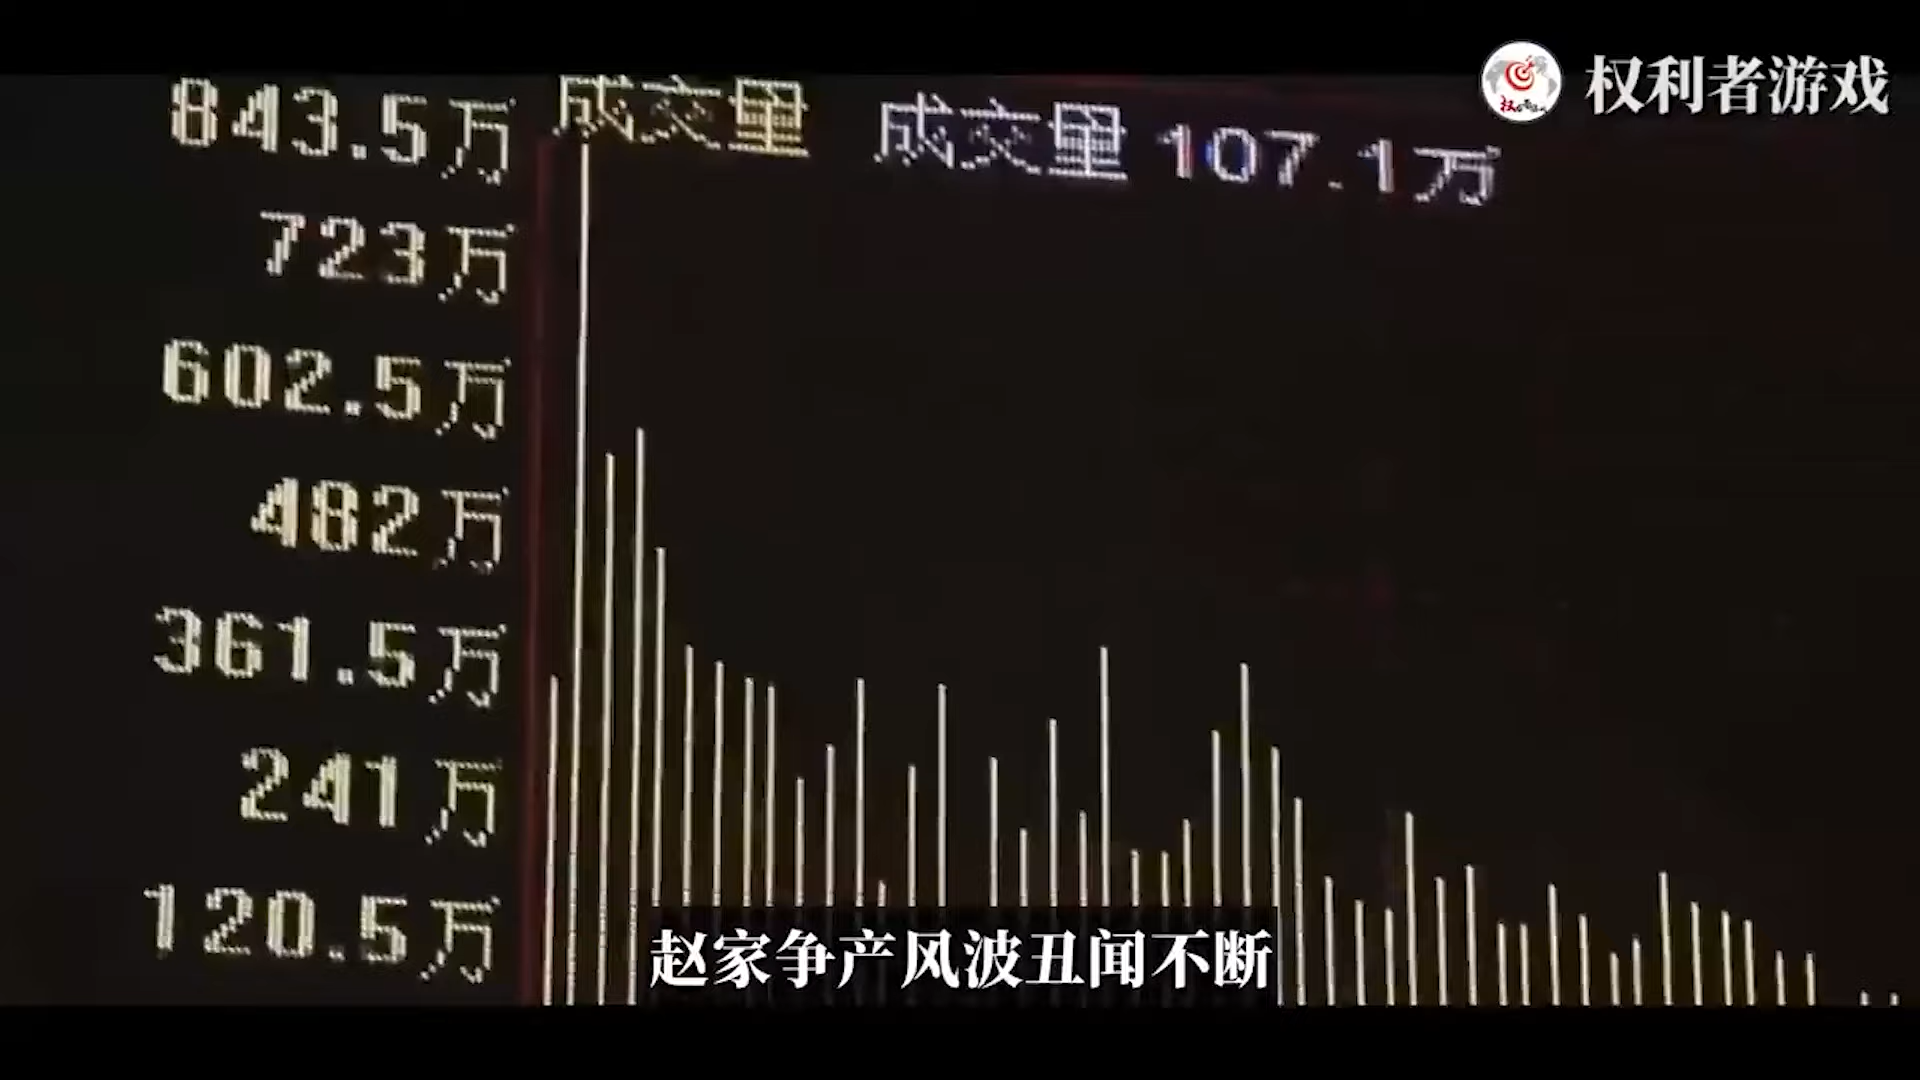 权利者游戏
843.5万
成交里
成交里 107.1万
723万
602.5万
482万
361.5万
241万
120.5万
赵家争产风波丑闻不断